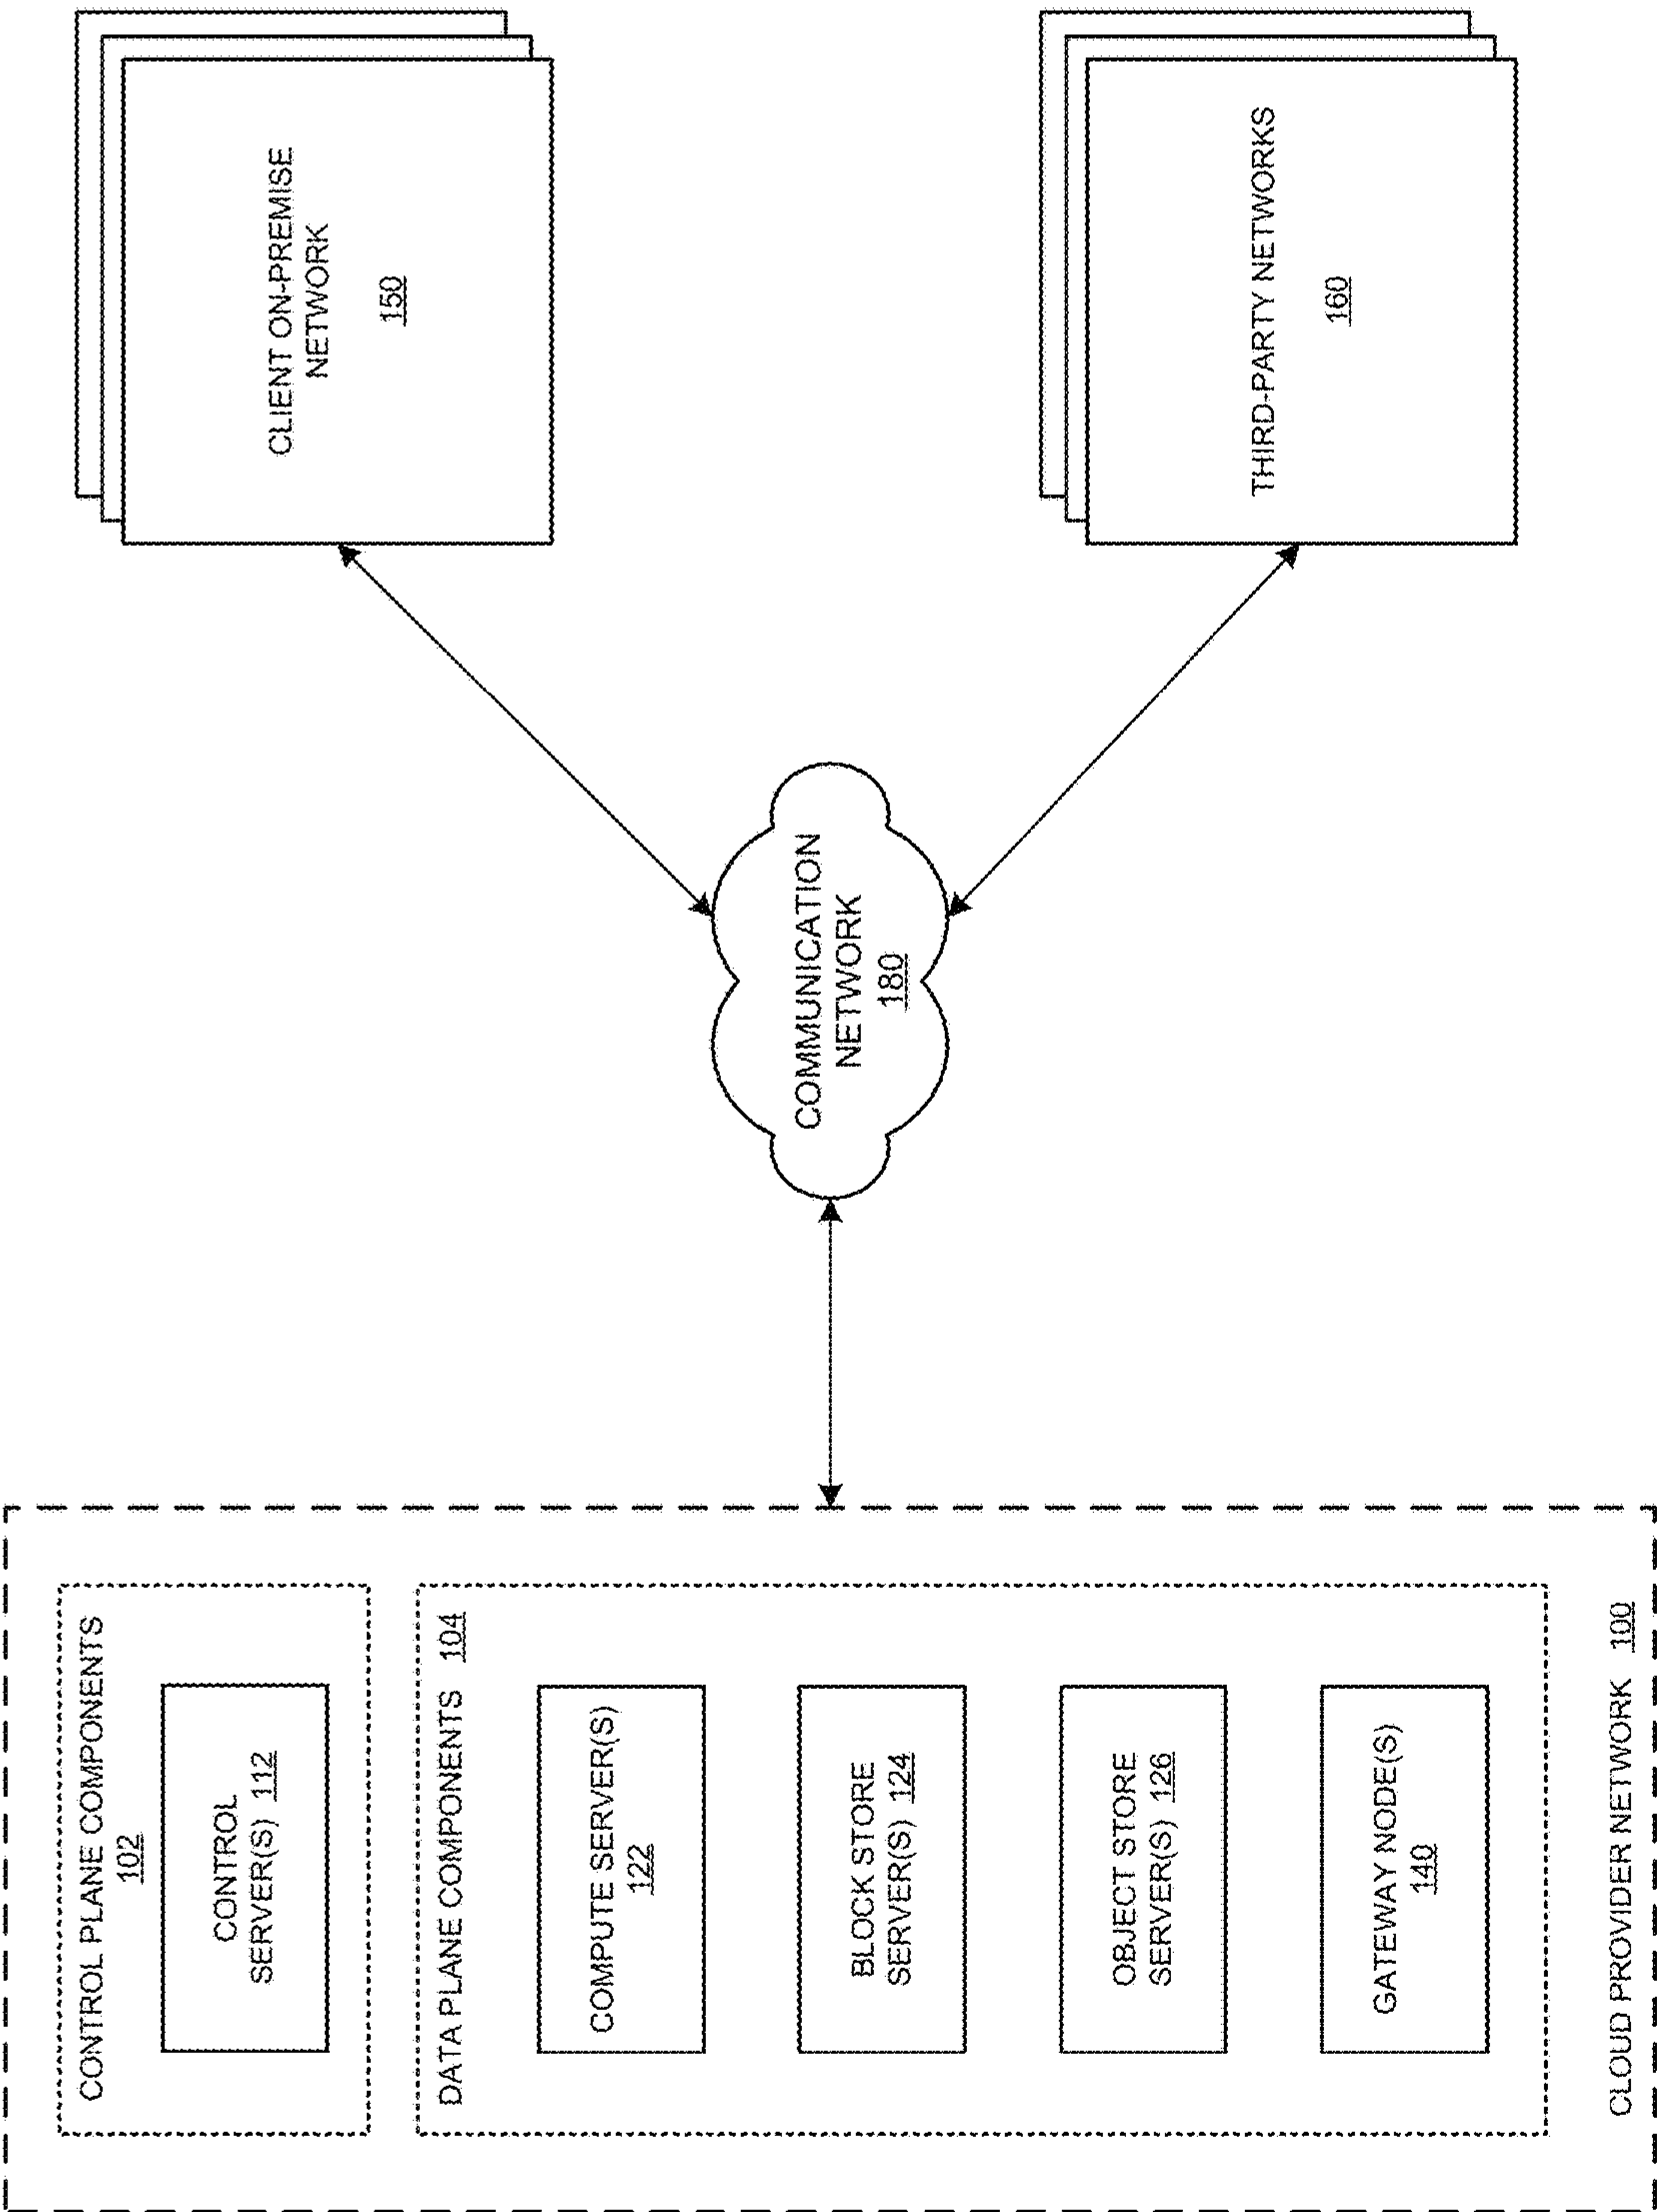 CONTROL PLANE COMPONENTS
102
CONTROL
SERVER(S) 112
DATA PLANE COMPONENTS 104
COMPUTE SERVER(S)
122
BLOCK STORE
SERVER(S) 124
OBJECT STORE
SERVER(S) 126
GATEWAY NODE(S)
140
CLOUD PROVIDER NETWORK 100
COMMUNICATION
NETWORK
180
CLIENT ON-PREMISE
NETWORK
150
THIRD-PARTY NETWORKS
160